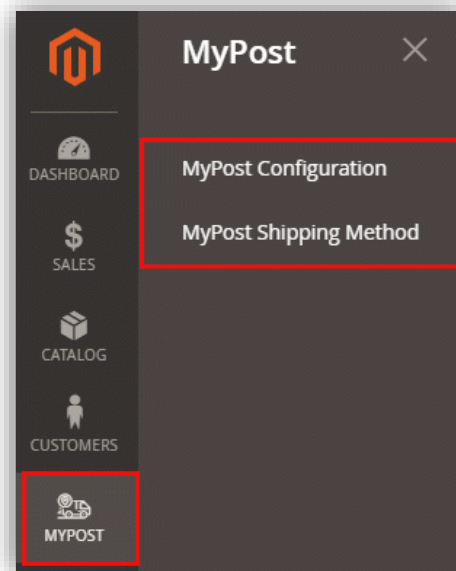 MyPost
MyPost Configuration
MyPost Shipping Method
DASHBOARD
$
SALES
CATALOG
CUSTOMERS
MYPOST